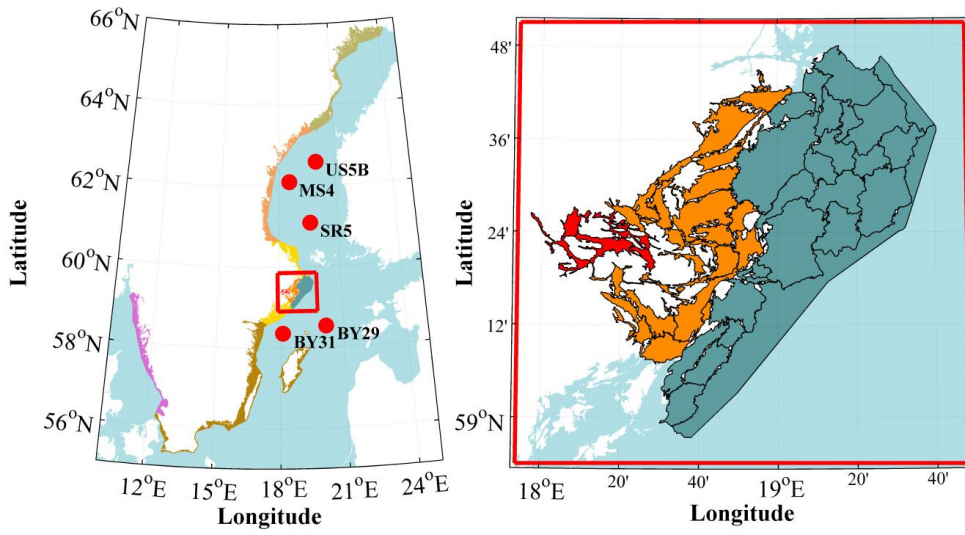 66°N
64°N
62°N
60°N
58°N
56°N
Latitude
US5B
MS4
SR5
BY31
BY29
12°E
15°E
18°E
21°E
24°E
Longitude
48'
36'
24'
12'
59°N
Latitude
18°E
20'
40'
19°E
20'
40'
Longitude